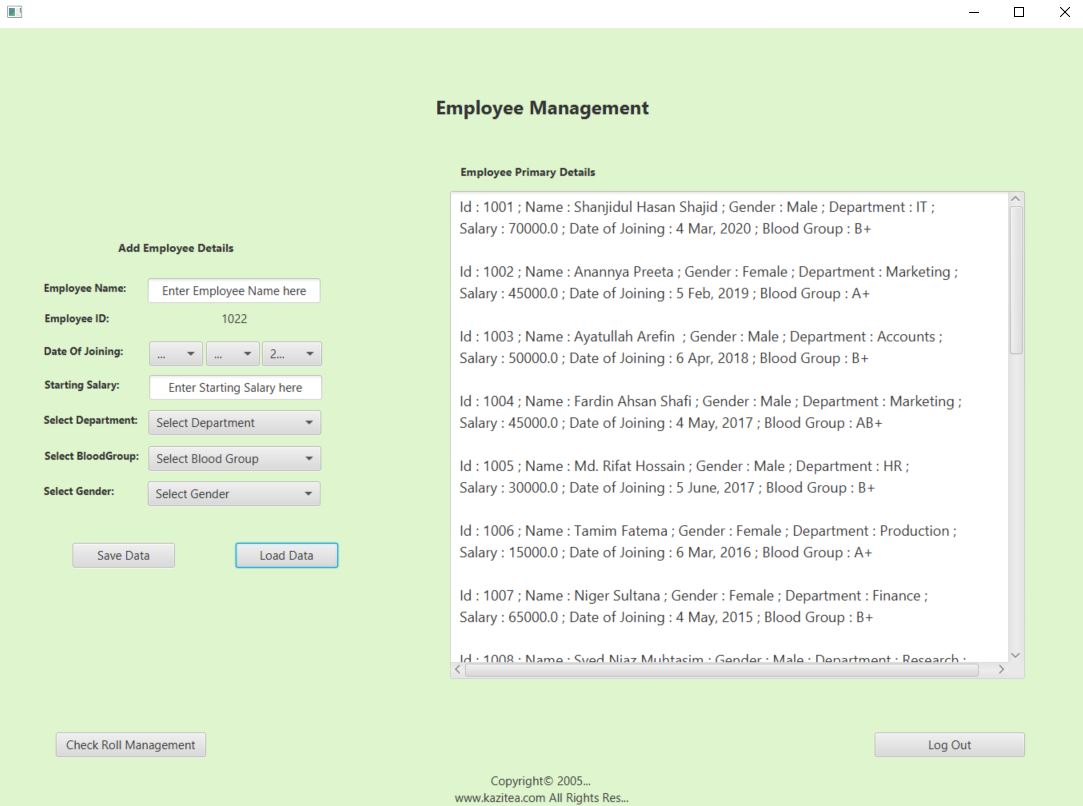 Employee Management
Employee Primary Details
Id : 1001 ; Name : Shanjidul Hasan Shajid ; Gender : Male ; Department : IT ;
Salary : 70000.0 ; Date of Joining : 4 Mar, 2020 ; Blood Group : B+
Id : 1002 ; Name : Anannya Preeta ; Gender : Female ; Department : Marketing ;
Salary : 45000.0 ; Date of Joining : 5 Feb, 2019 ; Blood Group : A+
Id : 1003 ; Name : Ayatullah Arefin  ; Gender : Male ; Department : Accounts ;
Salary : 50000.0 ; Date of Joining : 6 Apr, 2018 ; Blood Group : B+
Id : 1004 ; Name : Fardin Ahsan Shafi ; Gender : Male ; Department : Marketing ;
Salary : 45000.0 ; Date of Joining : 4 May, 2017 ; Blood Group : AB+
Id : 1005 ; Name : Md. Rifat Hossain ; Gender : Male ; Department : HR ;
Salary : 30000.0 ; Date of Joining : 5 June, 2017 ; Blood Group : B+
Id : 1006 ; Name : Tamim Fatema ; Gender : Female ; Department : Production ;
Salary : 15000.0 ; Date of Joining : 6 Mar, 2016 ; Blood Group : A+
Id : 1007 ; Name : Niger Sultana ; Gender : Female ; Department : Finance ;
Salary : 65000.0 ; Date of Joining : 4 May, 2015 ; Blood Group : B+
Id : 1008 ; Name : Syed Niaz Muhtasim ; Gender : Male ; Department : Research ;
Add Employee Details
Employee Name: Enter Employee Name here
Employee ID: 1022
Date Of Joining: ... ... 2...
Starting Salary: Enter Starting Salary here
Select Department: Select Department
Select BloodGroup: Select Blood Group
Select Gender: Select Gender
Save Data Load Data
Check Roll Management Log Out
Copyright© 2005...
www.kazitea.com All Rights Res...